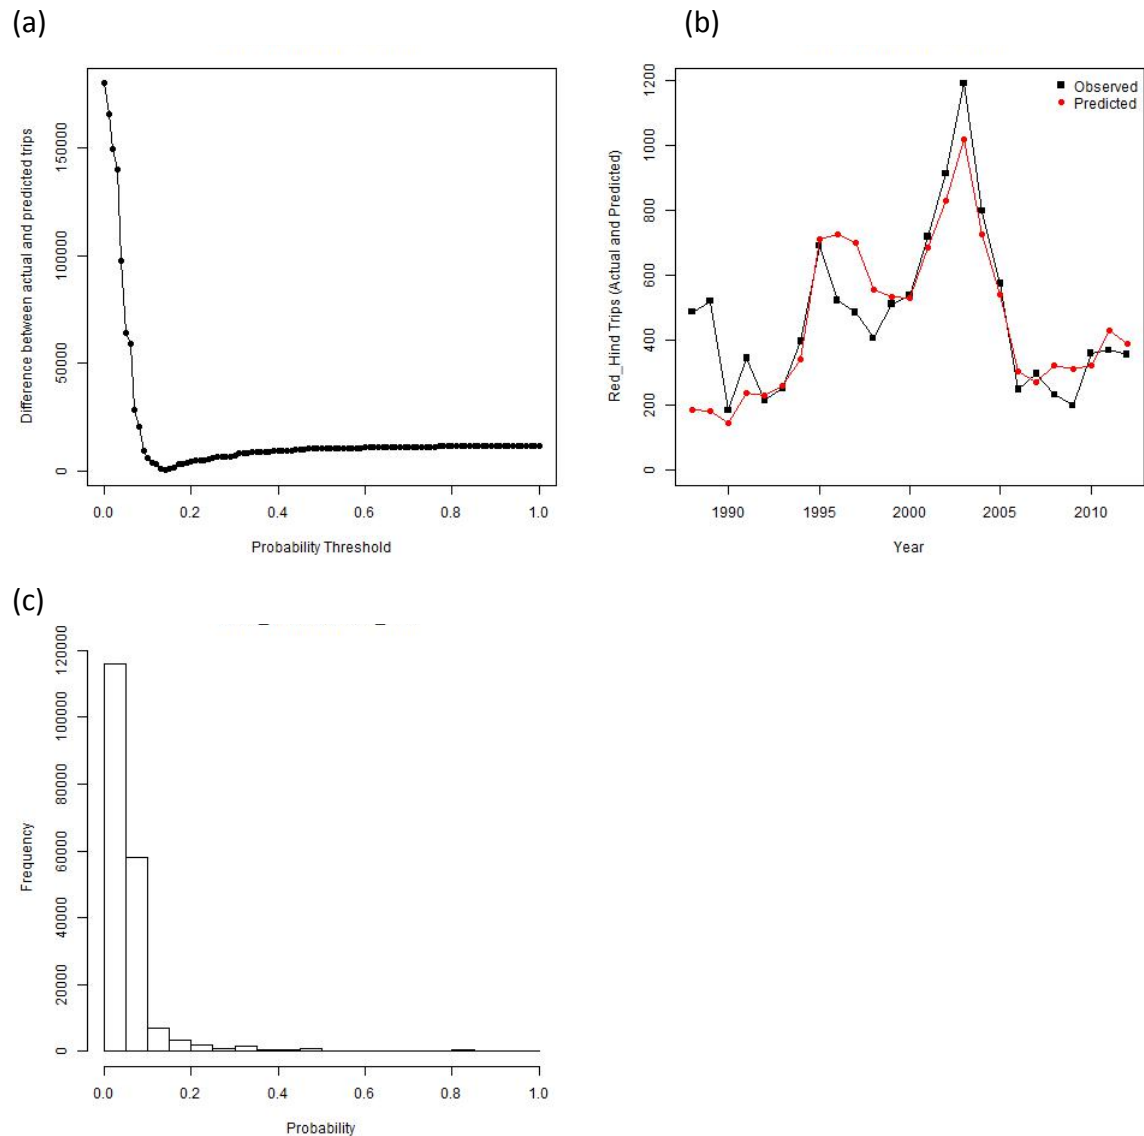 (a)
(b)
Difference between actual and predicted trips
150000
100000
50000
0
0.0 0.2 0.4 0.6 0.8 1.0
Probability Threshold
Red_Hind Trips (Actual and Predicted)
1200
1000
800
600
400
200
0
Observed
Predicted
1990 1995 2000 2005 2010
Year
(c)
Frequency
120000
100000
80000
60000
40000
20000
0
0.0 0.2 0.4 0.6 0.8 1.0
Probability